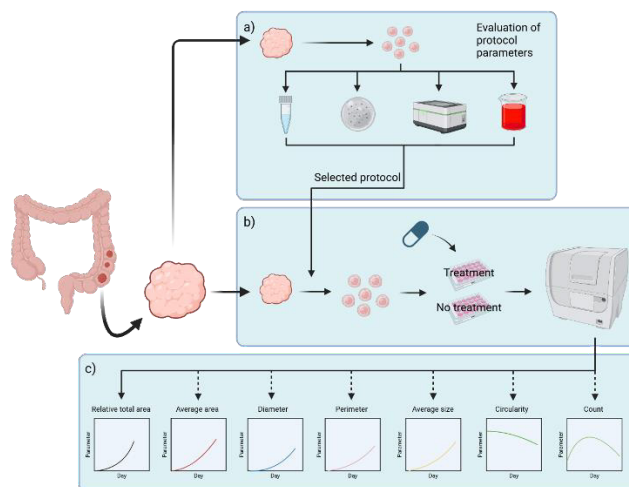 a)
Evaluation of
protocol
parameters
Selected protocol
b)
Treatment
No treatment
c)
Relative total area
Average area
Diameter
Perimeter
Average size
Circularity
Count
Parameter
Parameter
Parameter
Parameter
Parameter
Parameter
Parameter
Day
Day
Day
Day
Day
Day
Day